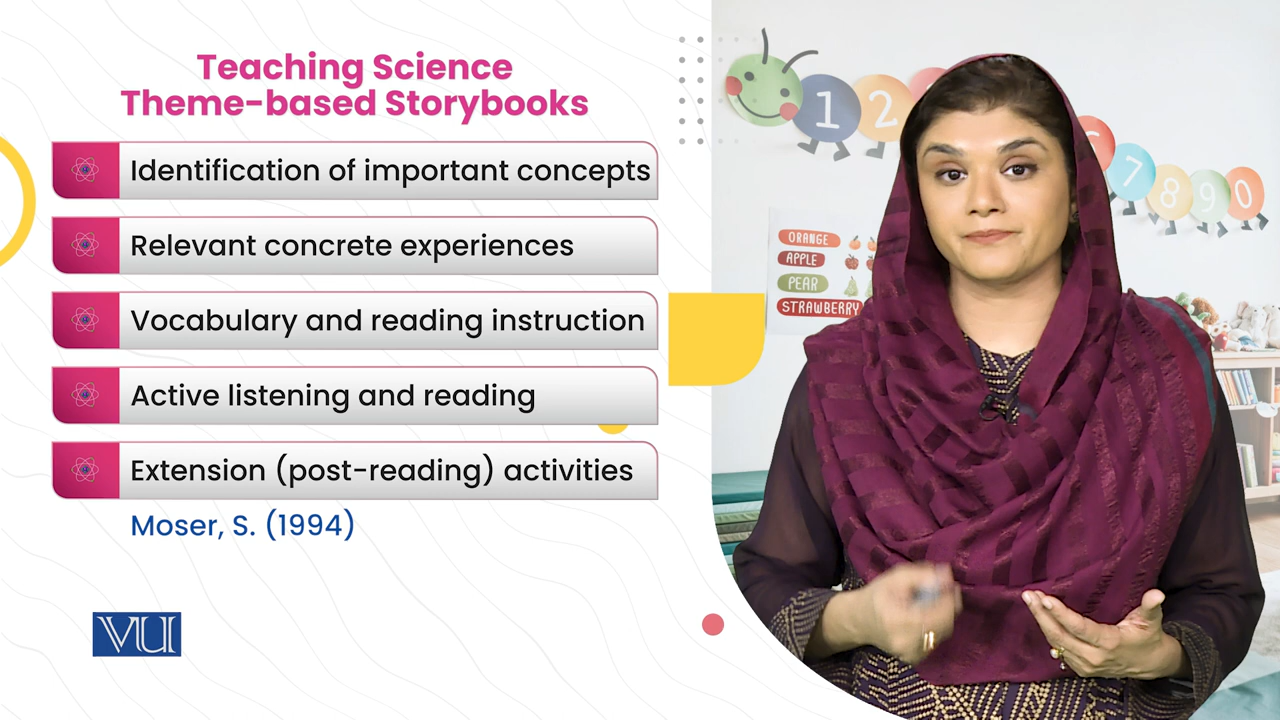 Teaching Science
Theme-based Storybooks
Identification of important concepts
Relevant concrete experiences
Vocabulary and reading instruction
Active listening and reading
Extension (post-reading) activities
Moser, S. (1994)
VU
1 2
6 7 8 9 0
ORANGE
APPLE
PEAR
STRAWBERRY